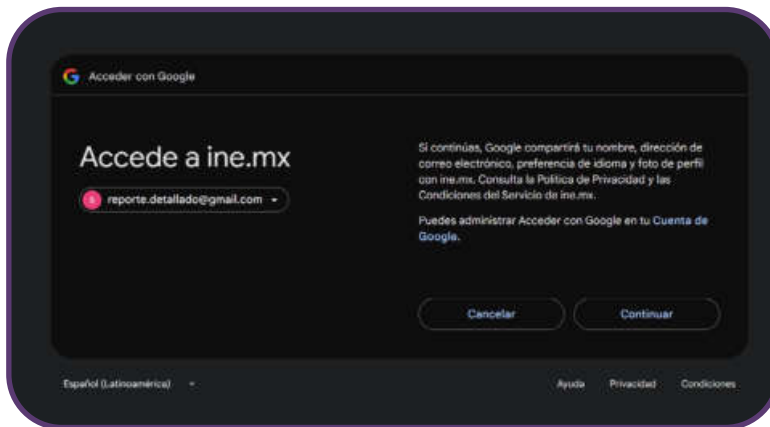 Acceder con Google
Accede a ine.mx
reporte.detallado@gmail.com
Si continúas, Google compartirá tu nombre, dirección de
correo electrónico, preferencia de idioma y foto de perfil
con ine.mx. Consulta la Política de Privacidad y las
Condiciones del Servicio de ine.mx.
Puedes administrar Acceder con Google en tu Cuenta de
Google.
Cancelar
Continuar
Español (Latinoamérica)
Ayuda
Privacidad
Condiciones